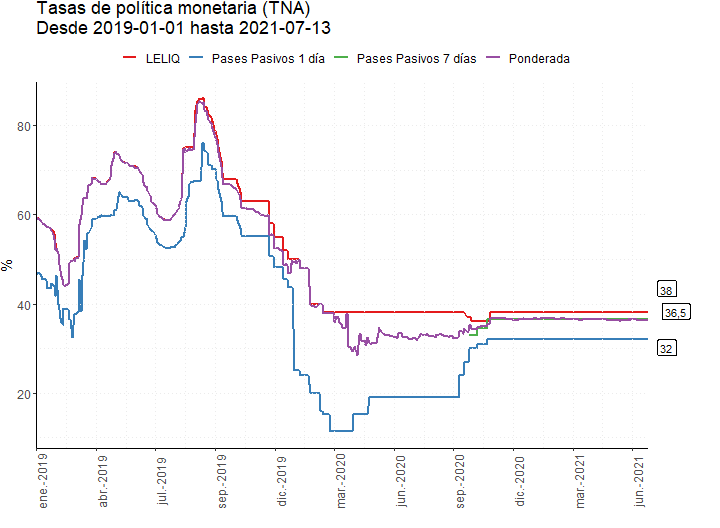 Tasas de política monetaria (TNA)
Desde 2019-01-01 hasta 2021-07-13
LELIQ Pases Pasivos 1 día Pases Pasivos 7 días Ponderada
80
60
40
20
%
38
36,5
32
ene.-2019
abr.-2019
jul.-2019
sep.-2019
dic.-2019
mar.-2020
jun.-2020
sep.-2020
dic.-2020
mar.-2021
jun.-2021